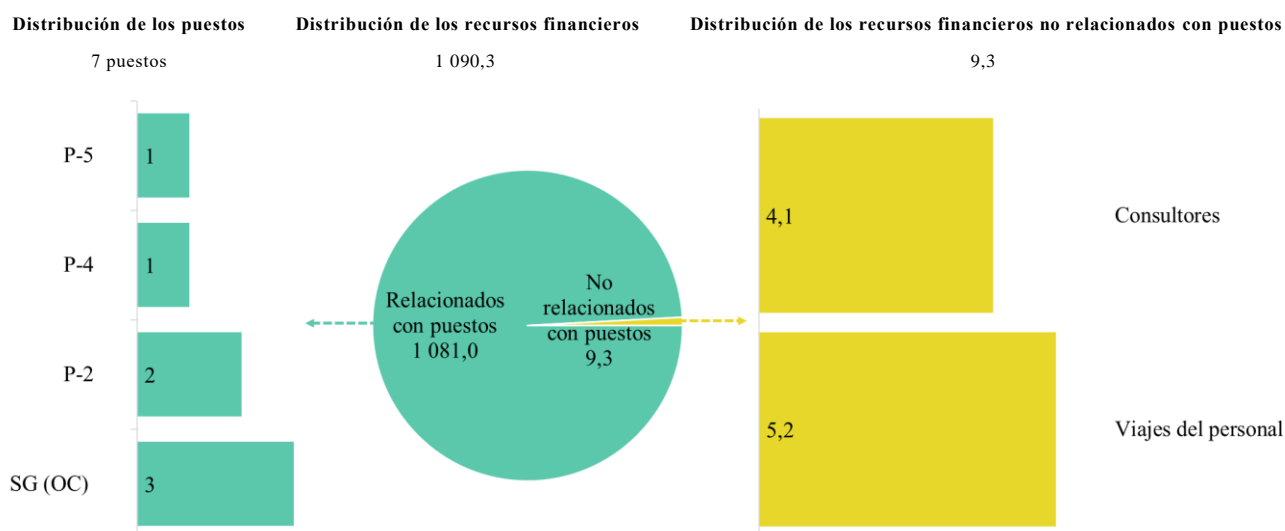 Distribución de los puestos
7 puestos
P-5
1
P-4
1
P-2
2
SG (OC)
3
Distribución de los recursos financieros
1 090,3
Relacionados
con puestos
1 081,0
No
relacionados
con puestos
9,3
Distribución de los recursos financieros no relacionados con puestos
9,3
4,1
Consultores
5,2
Viajes del personal